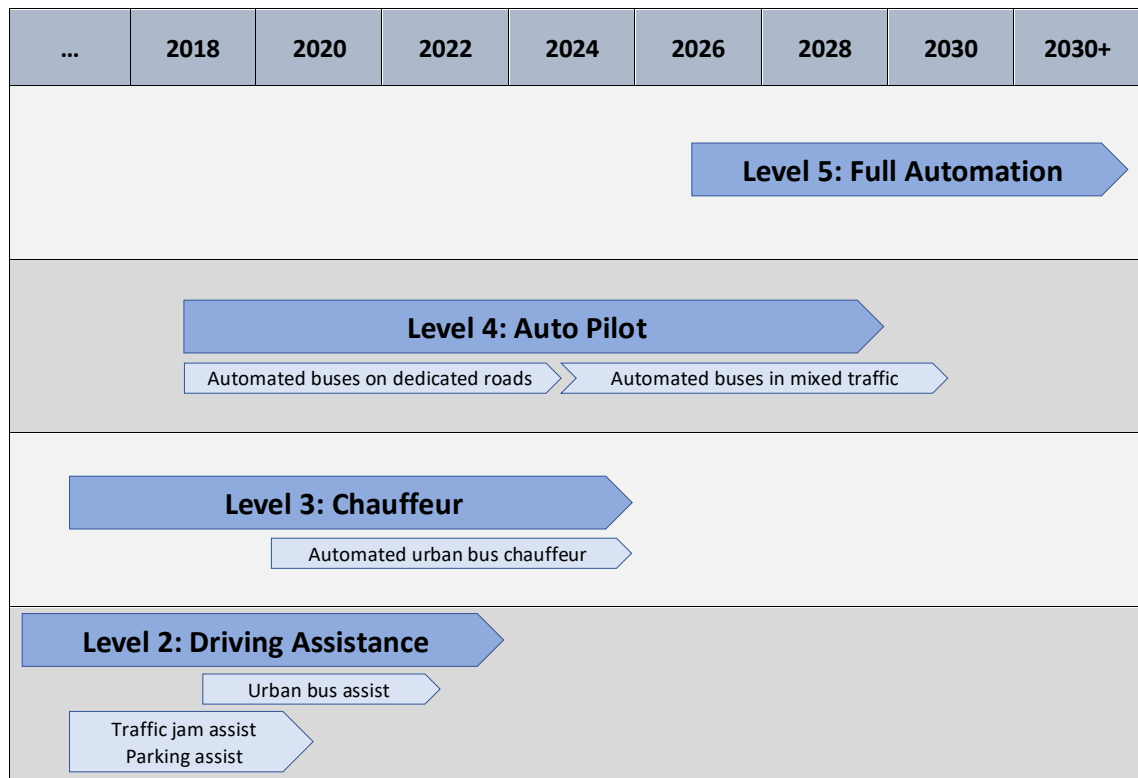 ...
2018
2020
2022
2024
2026
2028
2030
2030+
Level 5: Full Automation
Level 4: Auto Pilot
Automated buses on dedicated roads
Automated buses in mixed traffic
Level 3: Chauffeur
Automated urban bus chauffeur
Level 2: Driving Assistance
Urban bus assist
Traffic jam assist
Parking assist